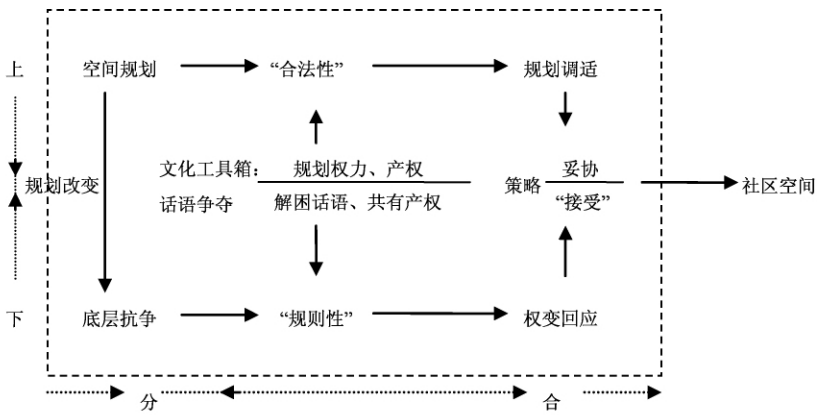 上 空间规划 “合法性” 规划调适
文化工具箱： 规划权力、产权 妥协
规划改变 策略 社区空间
话语争夺 解困话语、共有产权 “接受”
下 底层抗争 “规则性” 权变回应
分 合